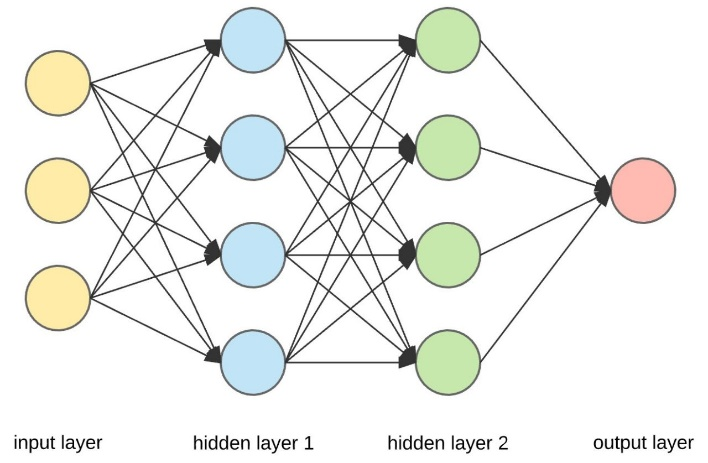 input layer
hidden layer 1
hidden layer 2
output layer